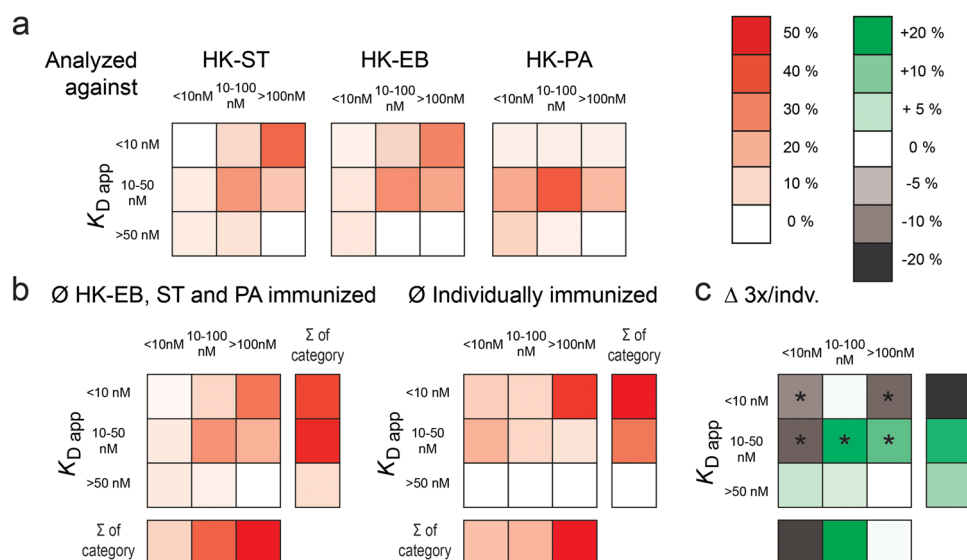 a
Analyzed against
HK-ST
HK-EB
HK-PA
<10nM 10-100 nM >100nM
<10nM 10-100 nM >100nM
<10nM 10-100 nM >100nM
K D app
<10 nM
10-50 nM
>50 nM
50 %
40 %
30 %
20 %
10 %
0 %
+20 %
+10 %
+ 5 %
0 %
-5 %
-10 %
-20 %
b
Ø HK-EB, ST and PA immunized
<10nM 10-100 nM >100nM
Σ of category
K D app
<10 nM
10-50 nM
>50 nM
Σ of category
Ø Individually immunized
<10nM 10-100 nM >100nM
Σ of category
K D app
<10 nM
10-50 nM
>50 nM
Σ of category
c
Δ 3x/indv.
<10nM 10-100 nM >100nM
K D app
<10 nM
10-50 nM
>50 nM
* *
* * *